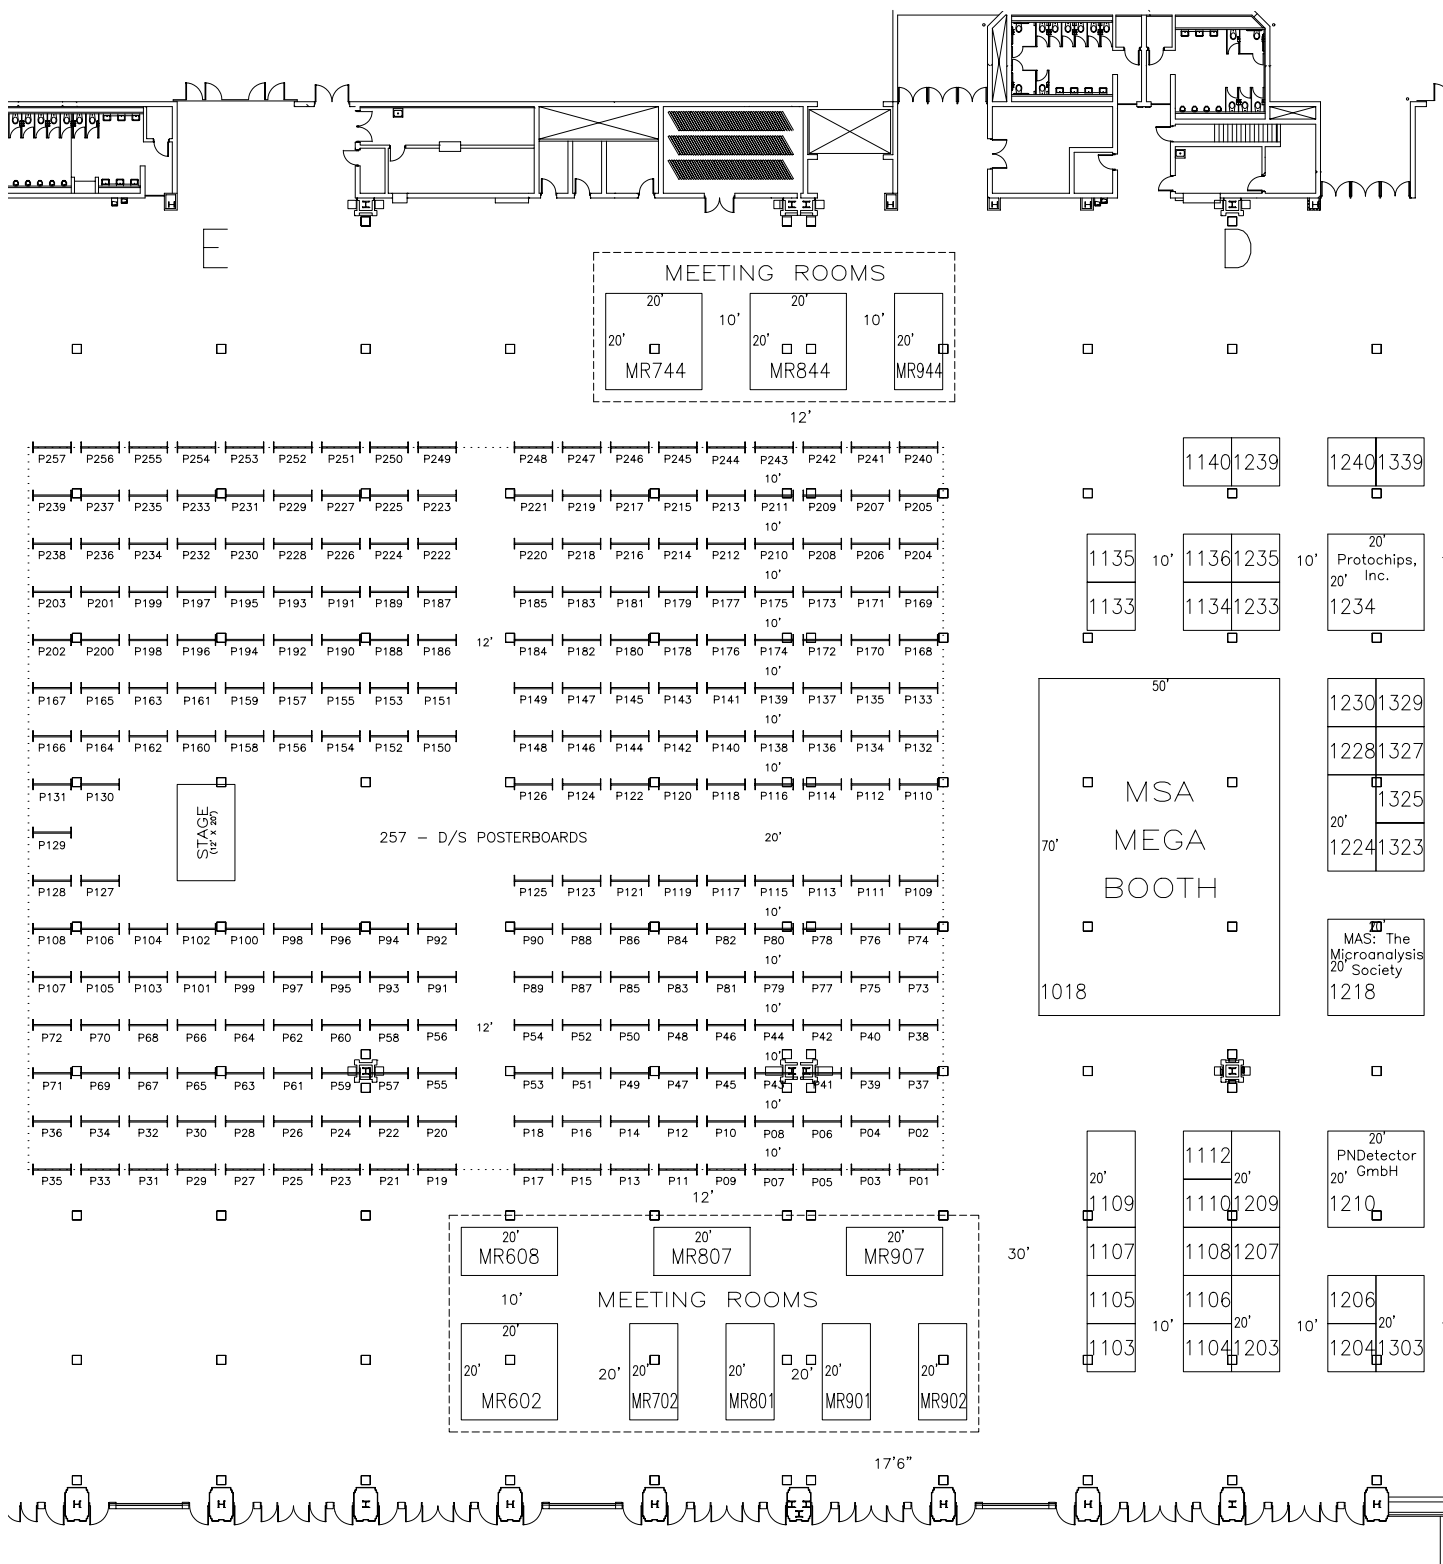 E
D
MEETING ROOMS
20' 20'
10' 10'
20' 20' 20'
MR744 MR844 MR944
12'
P257 P256 P255 P254 P253 P252 P251 P250 P249 P248 P247 P246 P245 P244 P243 P242 P241 P240
1140 1239 1240 1339
10'
P239 P237 P235 P233 P231 P229 P227 P225 P223 P221 P219 P217 P215 P213 P211 P209 P207 P205
10'
P238 P236 P234 P232 P230 P228 P226 P224 P222 P220 P218 P216 P214 P212 P210 P208 P206 P204
1135 10' 1136 1235 10'
20'
Protochips,
Inc.
20'
1234
10'
P203 P201 P199 P197 P195 P193 P191 P189 P187 P185 P183 P181 P179 P177 P175 P173 P171 P169
1133 1134 1233
10'
P202 P200 P198 P196 P194 P192 P190 P188 P186 12' P184 P182 P180 P178 P176 P174 P172 P170 P168
10'
P167 P165 P163 P161 P159 P157 P155 P153 P151 P149 P147 P145 P143 P141 P139 P137 P135 P133
50'
1230 1329
10'
P166 P164 P162 P160 P158 P156 P154 P152 P150 P148 P146 P144 P142 P140 P138 P136 P134 P132
1228 1327
10'
P131 P130 P126 P124 P122 P120 P118 P116 P114 P112 P110
1325
STAGE
(12' X 20')
257 – D/S POSTERBOARDS
20'
P129
MSA
MEGA
BOOTH
70'
1018
20'
1224 1323
P128 P127 P125 P123 P121 P119 P117 P115 P113 P111 P109
10'
P108 P106 P104 P102 P100 P98 P96 P94 P92 P90 P88 P86 P84 P82 P80 P78 P76 P74
20'
MAS: The
Microanalysis
20' Society
1218
10'
P107 P105 P103 P101 P99 P97 P95 P93 P91 P89 P87 P85 P83 P81 P79 P77 P75 P73
10'
P72 P70 P68 P66 P64 P62 P60 P58 P56 12' P54 P52 P50 P48 P46 P44 P42 P40 P38
10'
P71 P69 P67 P65 P63 P61 P59 P57 P55 P53 P51 P49 P47 P45 P43 P41 P39 P37
H H H H
10'
P36 P34 P32 P30 P28 P26 P24 P22 P20 P18 P16 P14 P12 P10 P08 P06 P04 P02
10'
P35 P33 P31 P29 P27 P25 P23 P21 P19 P17 P15 P13 P11 P09 P07 P05 P03 P01
12'
1112
20'
PNDetector
GmbH
20' 20' 20'
1109 1110 1209 1210
20' 20' 20'
MR608 MR807 MR907
30'
1107 1108 1207
10'
MEETING ROOMS
1105 1106 1206
20' 20' 20' 20' 20' 20' 20' 20'
10' 20' 10' 20'
1103 1104 1203 1204 1303
MR602 MR702 MR801 MR901 MR902
17'6"
H H H H H H H H H H H